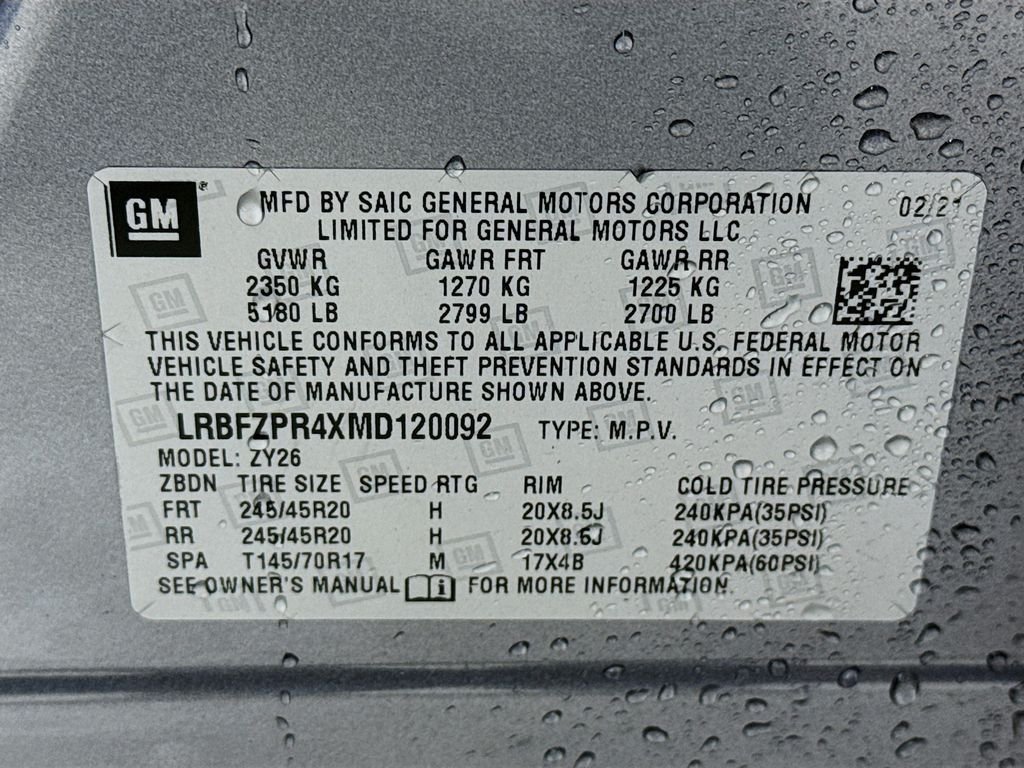 GM ® MFD BY SAIC GENERAL MOTORS CORPORATION 02/21
LIMITED FOR GENERAL MOTORS LLC
GVWR GAWR FRT GAWR RR
2350 KG 1270 KG 1225 KG
5180 LB 2799 LB 2700 LB
THIS VEHICLE CONFORMS TO ALL APPLICABLE U.S. FEDERAL MOTOR
VEHICLE SAFETY AND THEFT PREVENTION STANDARDS IN EFFECT ON
THE DATE OF MANUFACTURE SHOWN ABOVE.
LRBFZPR4XMD120092 TYPE: M.P.V.
MODEL: ZY26
ZBDN TIRE SIZE SPEED RTG RIM COLD TIRE PRESSURE
FRT 245/45R20 H 20X8.5J 240KPA(35PSI)
RR 245/45R20 H 20X8.5J 240KPA(35PSI)
SPA T145/70R17 M 17X4B 420KPA(60PSI)
SEE OWNER'S MANUAL i FOR MORE INFORMATION.